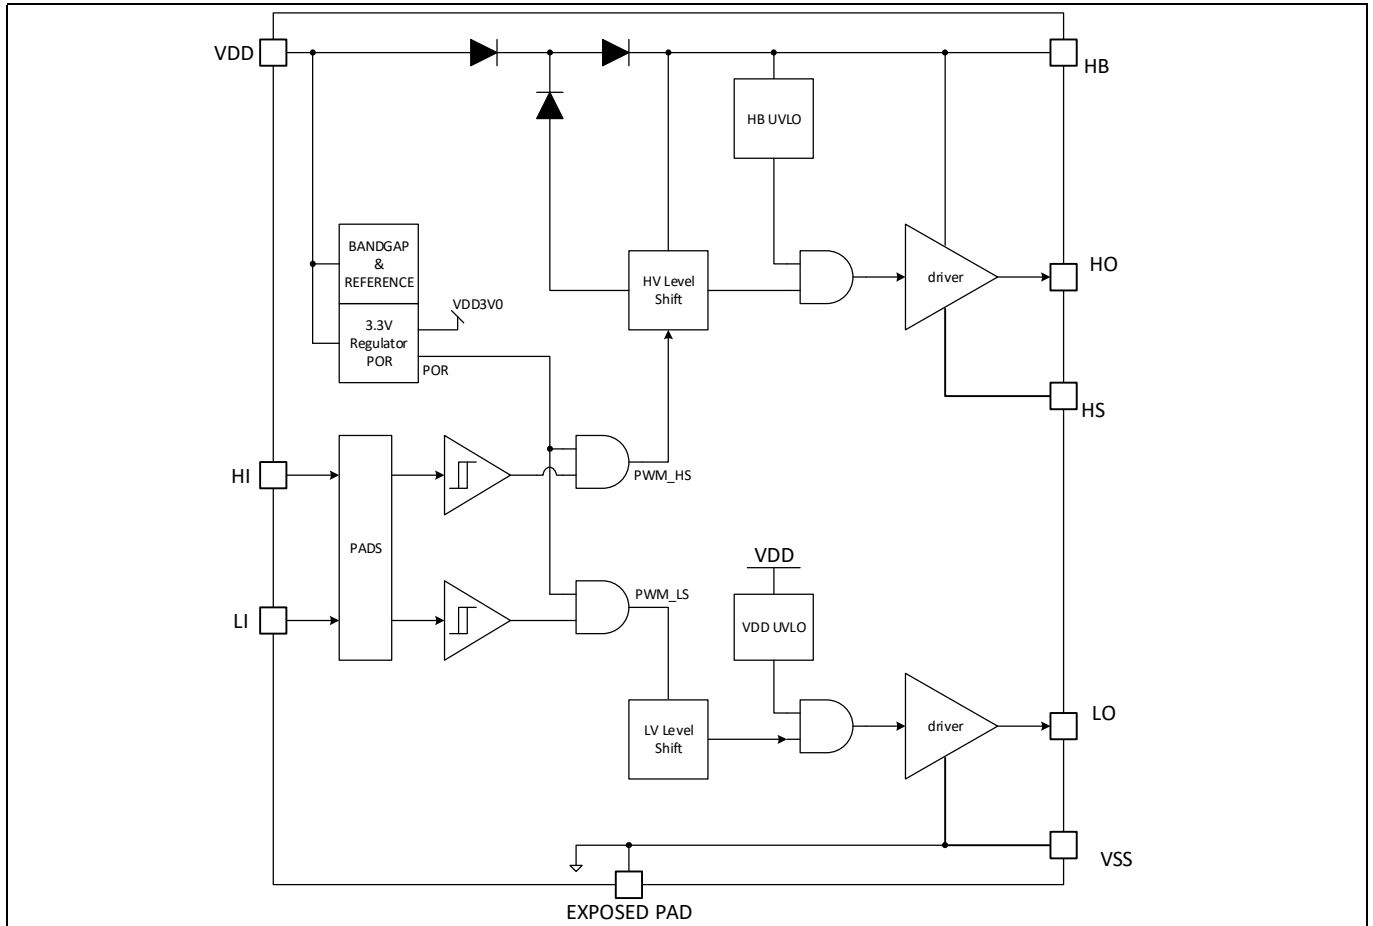 VDD
HB
HB UVLO
BANDGAP
&
REFERENCE
HV Level
Shift
driver
HO
VDD3V0
3.3V
Regulator
POR
POR
HS
HI
PWM_HS
PADS
VDD
PWM_LS
LI
VDD UVLO
LV Level
Shift
driver
LO
VSS
EXPOSED PAD